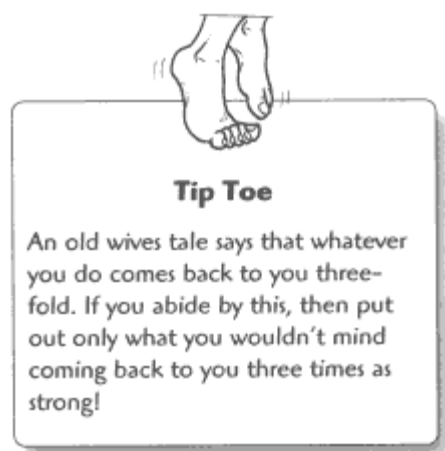 Tip Toe
An old wives tale says that whatever
you do comes back to you three-
fold. If you abide by this, then put
out only what you wouldn't mind
coming back to you three times as
strong!